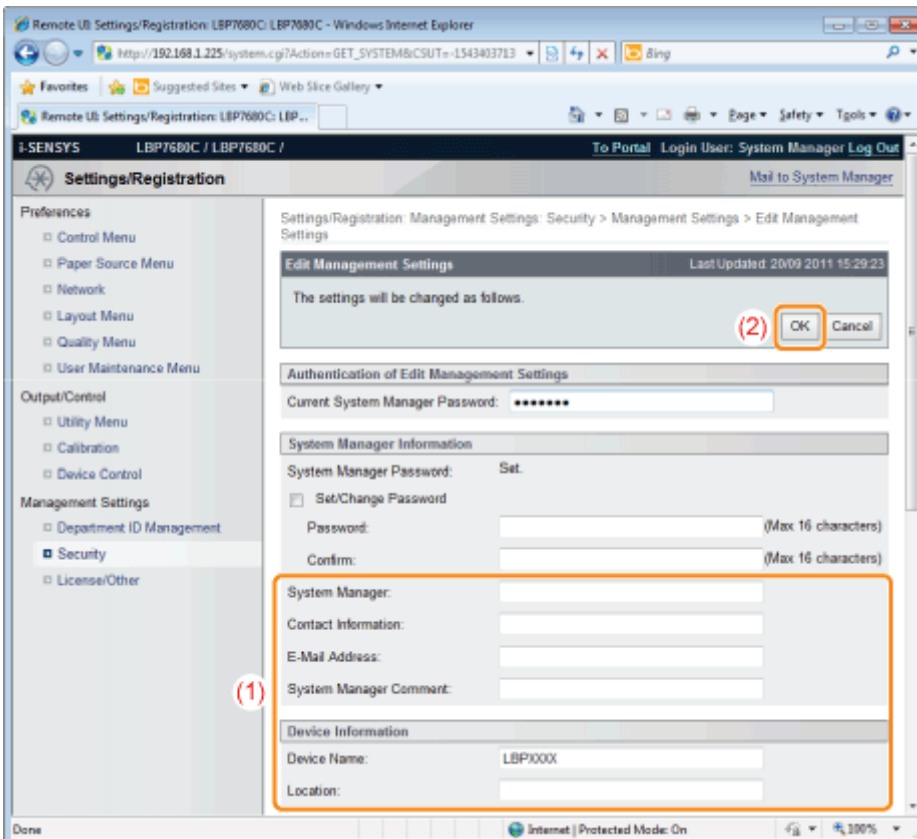 Remote UI: Settings/Registration: LBP7680C: LBP7680C - Windows Internet Explorer
http://192.168.1.225/system.cgi?Action=GET_SYSTEM&CSUT=-1543403713
Bing
Favorites Suggested Sites Web Slice Gallery
Remote UI: Settings/Registration: LBP7680C: LBP... Page Safety Tools
i-SENSYS LBP7680C / LBP7680C / To Portal Login User: System Manager Log Out
Settings/Registration Mail to System Manager
Preferences
Control Menu
Paper Source Menu
Network
Layout Menu
Quality Menu
User Maintenance Menu
Output/Control
Utility Menu
Calibration
Device Control
Management Settings
Department ID Management
Security
License/Other
Settings/Registration: Management Settings: Security > Management Settings > Edit Management
Settings
Edit Management Settings Last Updated: 20/09 2011 15:29:23
The settings will be changed as follows.
(2) OK Cancel
Authentication of Edit Management Settings
Current System Manager Password: •••••••
System Manager Information
System Manager Password: Set.
Set/Change Password
Password: (Max 16 characters)
Confirm: (Max 16 characters)
System Manager:
Contact Information:
E-Mail Address:
(1) System Manager Comment:
Device Information
Device Name: LBPXXXX
Location:
Done Internet | Protected Mode: On 100%